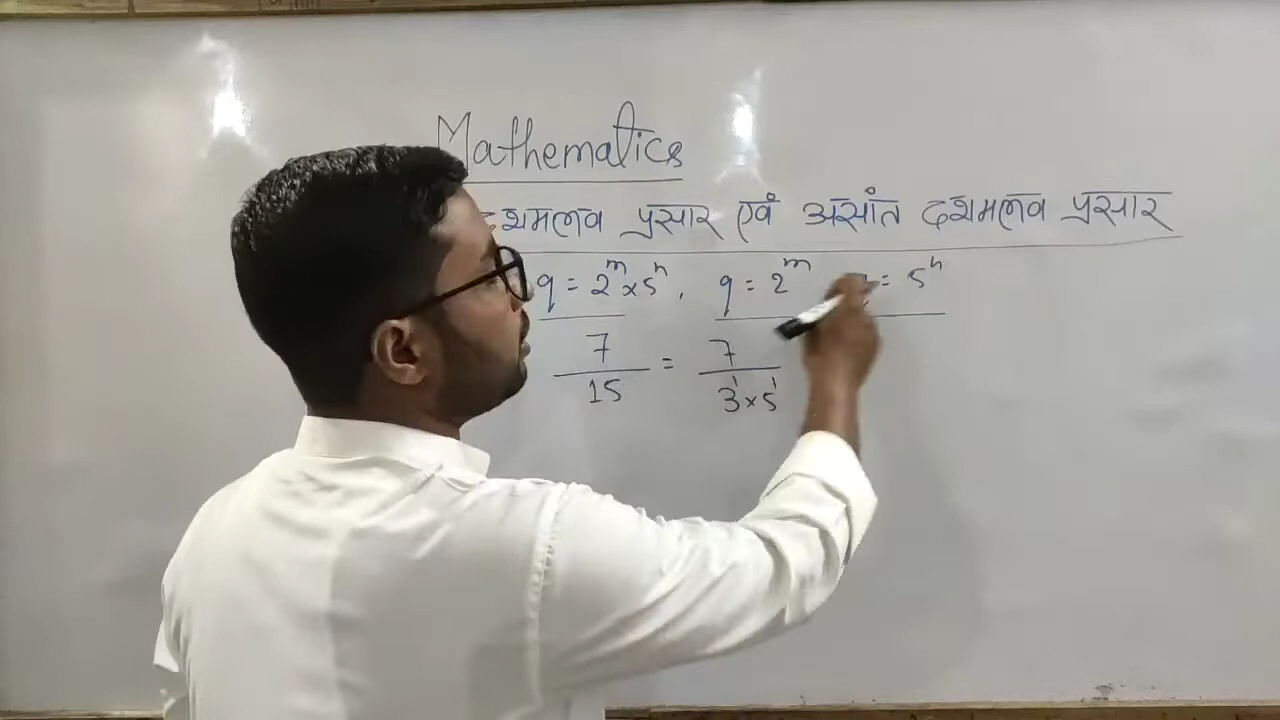 Mathematics
दशमलव प्रसार एवं असांत दशमलव प्रसार
q = 2^m × 5^n, q = 2^m = 5^n
7/15 = 7/(3^1 × 5^1)